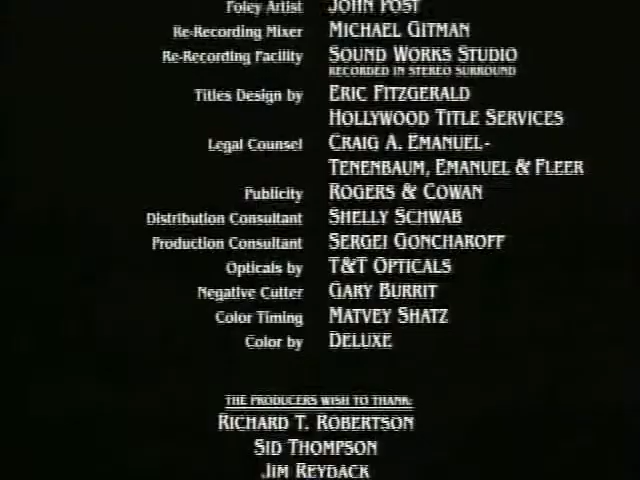 Foley Artist JOHN POST
Re-Recording Mixer MICHAEL GITMAN
Re-Recording Facility SOUND WORKS STUDIO
RECORDED IN STEREO SURROUND
Titles Design by ERIC FITZGERALD
HOLLYWOOD TITLE SERVICES
Legal Counsel CRAIG A. EMANUEL-
TENENBAUM, EMANUEL & FLEER
Publicity ROGERS & COWAN
Distribution Consultant SHELLY SCHWAB
Production Consultant SERGEI GONCHAROFF
Opticals by T&T OPTICALS
Negative Cutter GARY BURRIT
Color Timing MATVEY SHATZ
Color by DELUXE
THE PRODUCERS WISH TO THANK:
RICHARD T. ROBERTSON
SID THOMPSON
JIM REYDACK